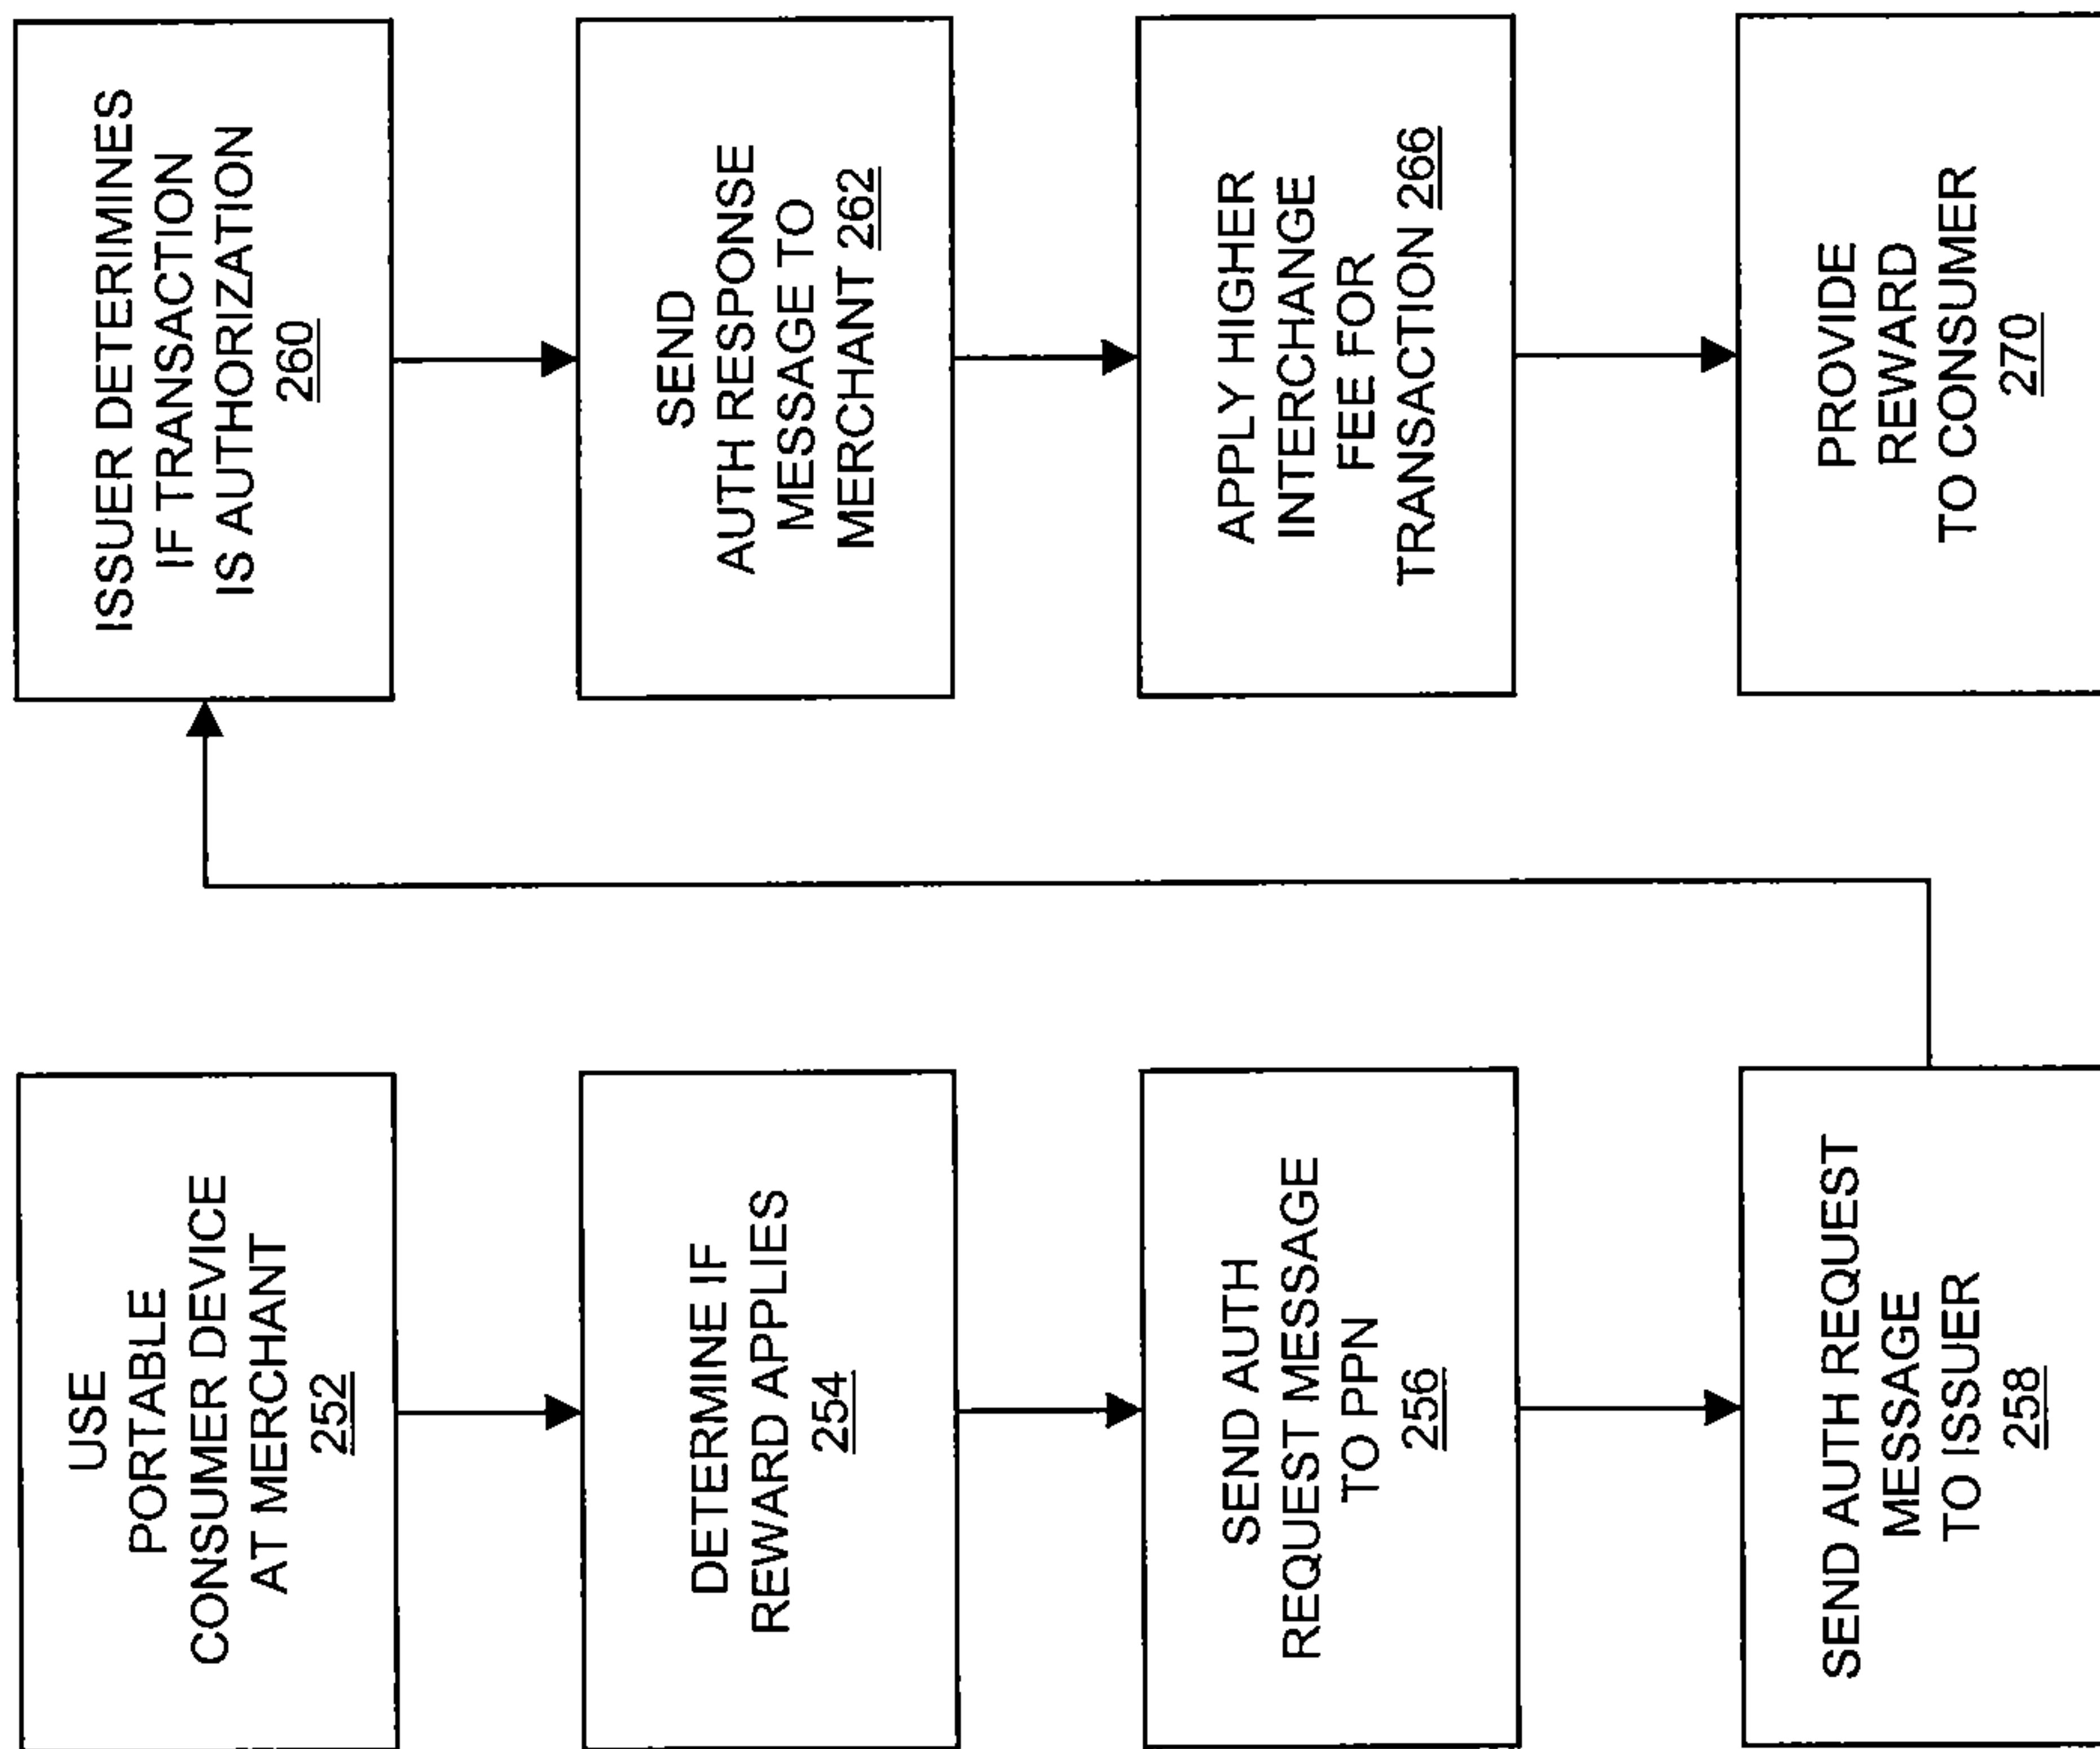 USE
PORTABLE
CONSUMER DEVICE
AT MERCHANT
252
DETERMINE IF
REWARD APPLIES
254
SEND AUTH
REQUEST MESSAGE
TO PPN
256
SEND AUTH REQUEST
MESSAGE
TO ISSUER
258
ISSUER DETERIMINES
IF TRANSACTION
IS AUTHORIZATION
260
SEND
AUTH RESPONSE
MESSAGE TO
MERCHANT 262
APPLY HIGHER
INTERCHANGE
FEE FOR
TRANSACTION 266
PROVIDE
REWARD
TO CONSUMER
270